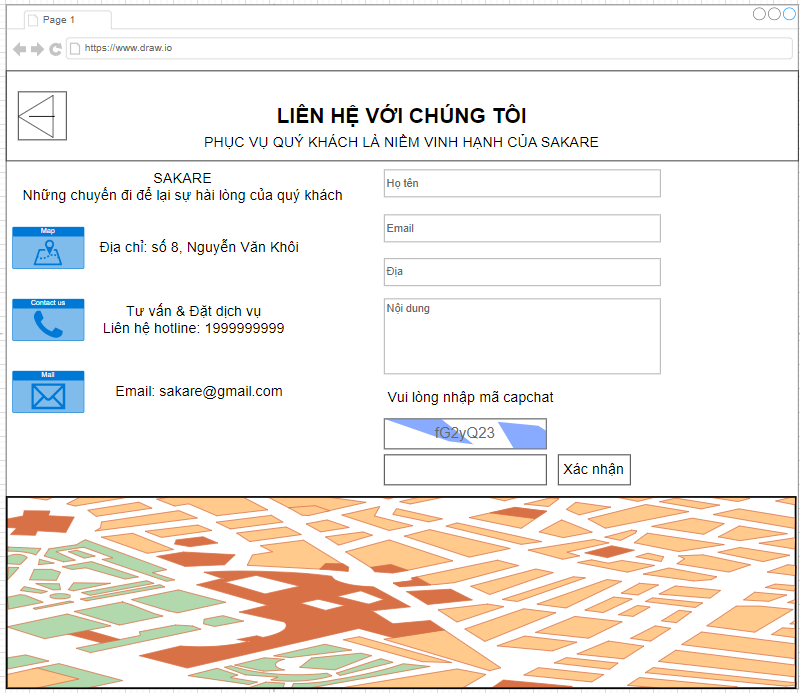 Page 1
https://www.draw.io
LIÊN HỆ VỚI CHÚNG TÔI
PHỤC VỤ QUÝ KHÁCH LÀ NIỀM VINH HẠNH CỦA SAKARE
SAKARE
Những chuyến đi để lại sự hài lòng của quý khách
Map
Địa chỉ: số 8, Nguyễn Văn Khôi
Contact us
Tư vấn & Đặt dịch vụ
Liên hệ hotline: 1999999999
Mail
Email: sakare@gmail.com
Họ tên
Email
Địa
Nội dung
Vui lòng nhập mã capchat
fG2yQ23
Xác nhận